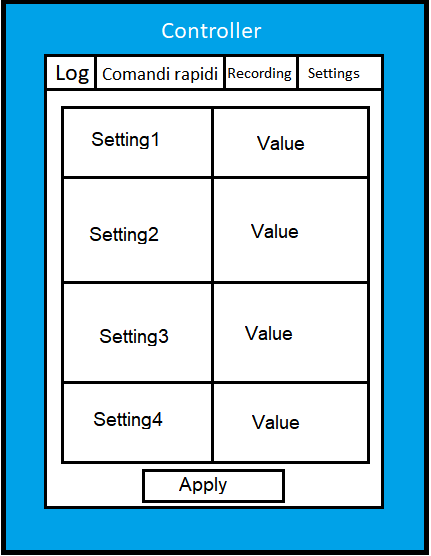 Controller
Log Comandi rapidi Recording Settings
Setting1 Value
Setting2 Value
Setting3 Value
Setting4 Value
Apply